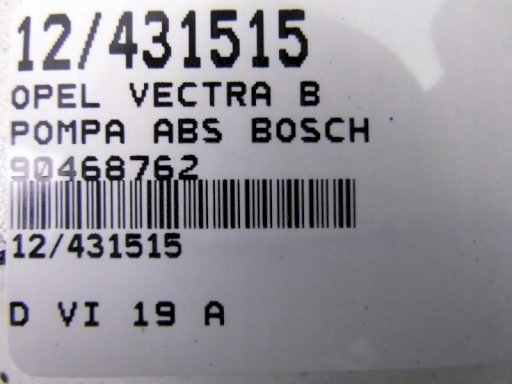 12/431515
OPEL VECTRA B
POMPA ABS BOSCH
90468762
12/431515
D VI 19 A